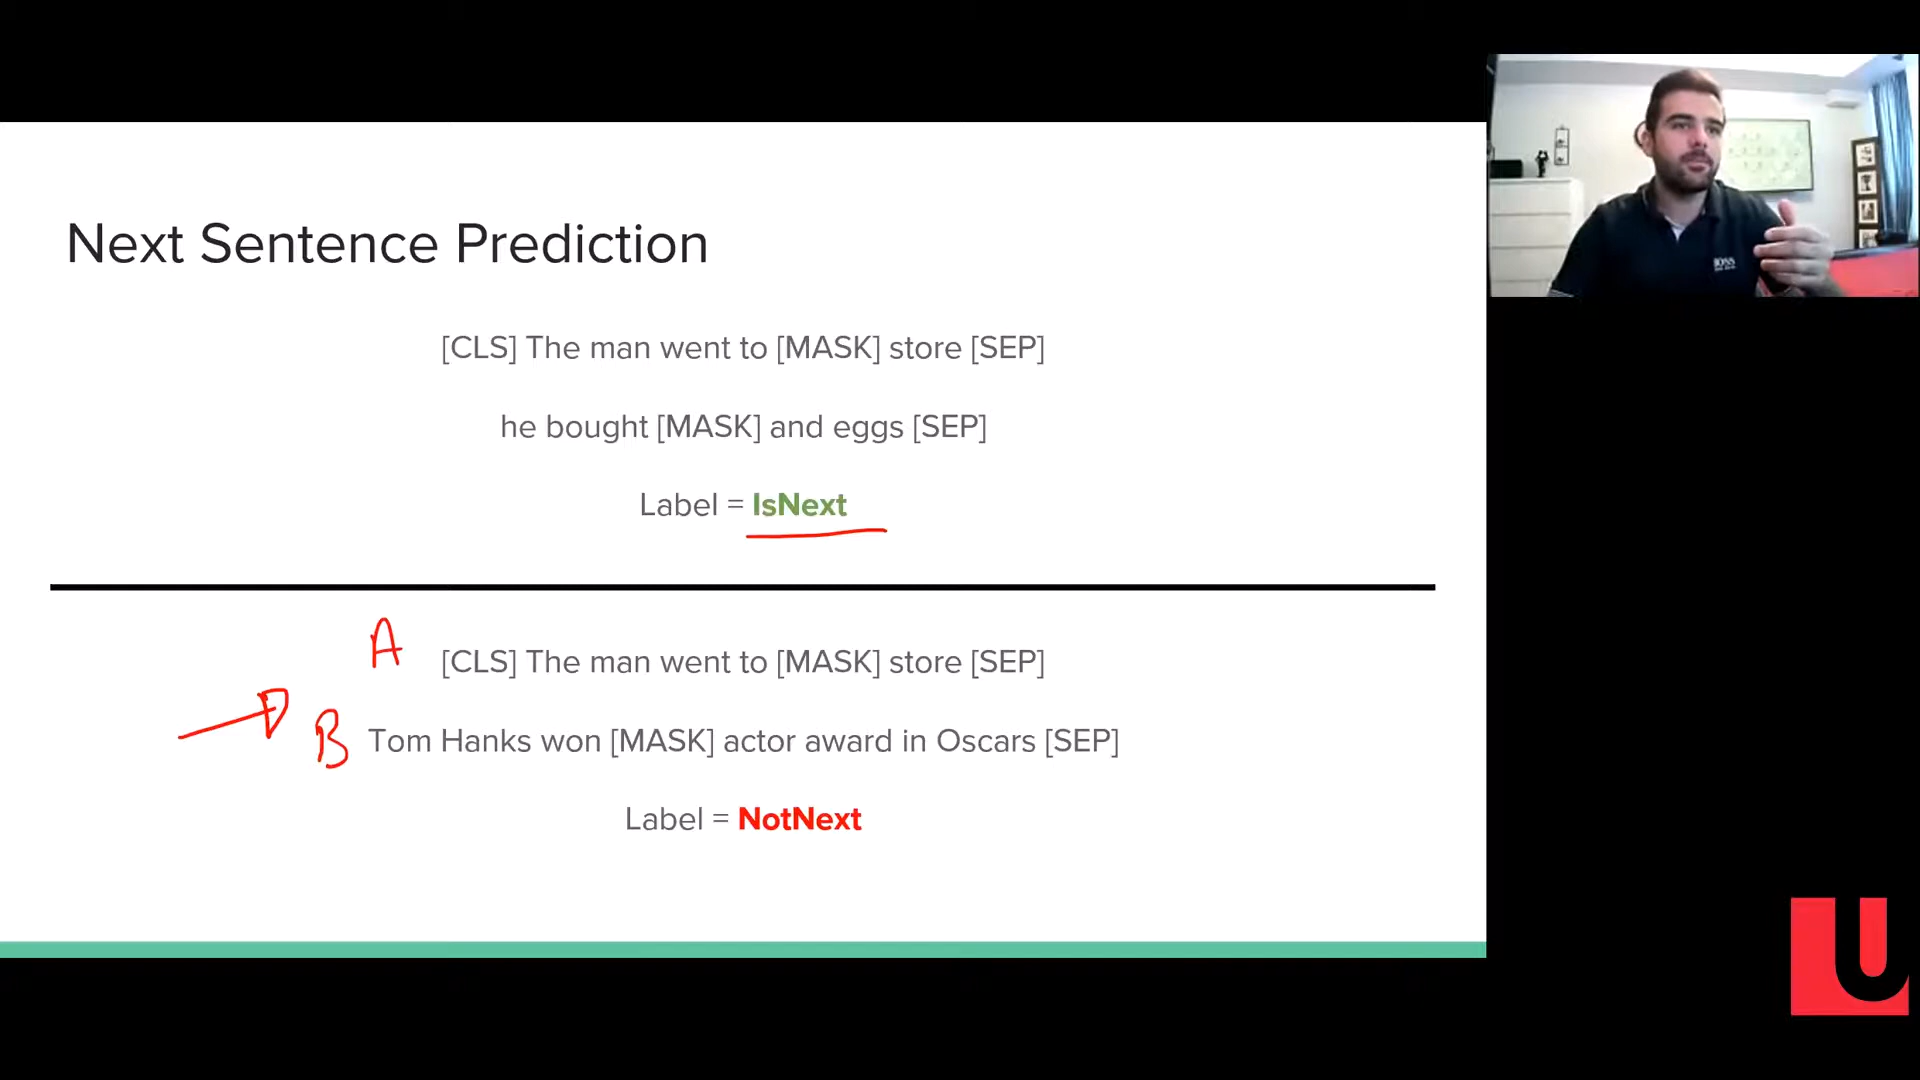 Next Sentence Prediction
[CLS] The man went to [MASK] store [SEP]
he bought [MASK] and eggs [SEP]
Label = IsNext
A [CLS] The man went to [MASK] store [SEP]
B Tom Hanks won [MASK] actor award in Oscars [SEP]
Label = NotNext
BOSS
U